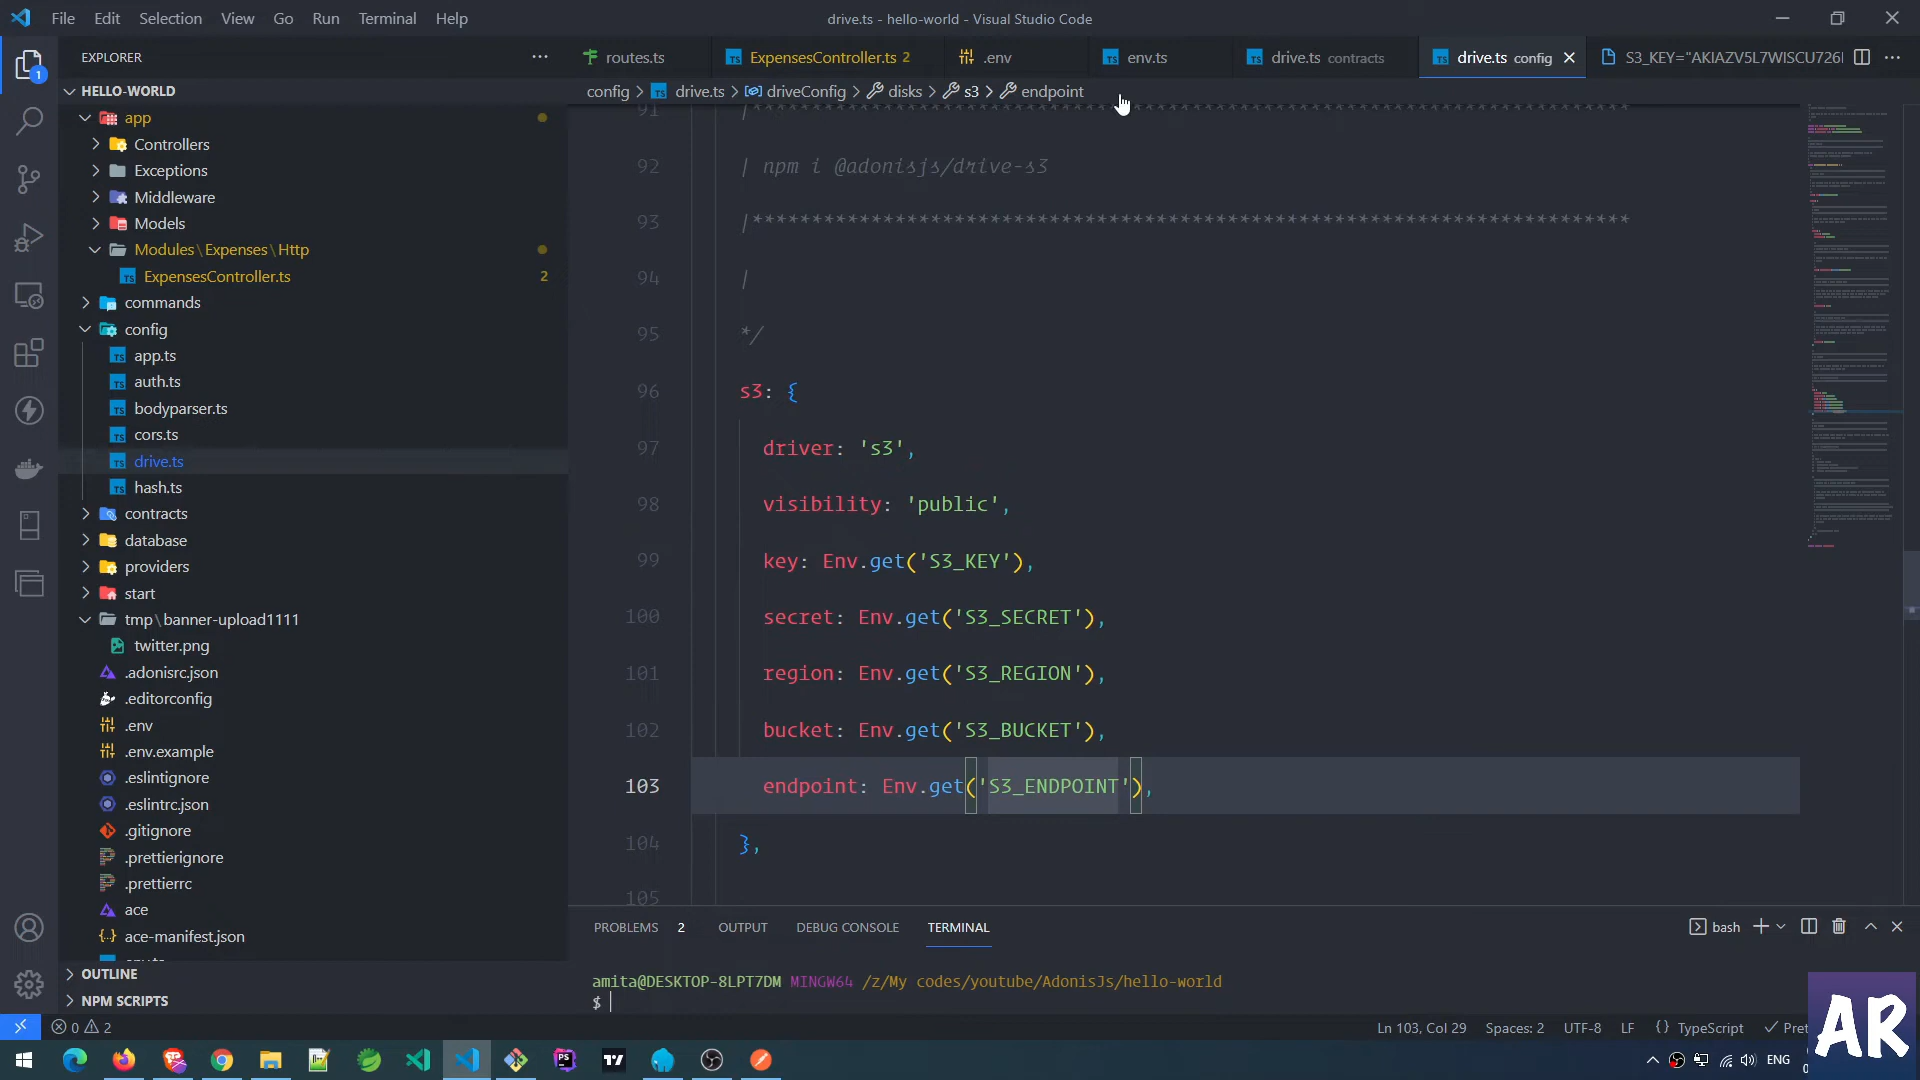 File Edit Selection View Go Run Terminal Help
drive.ts - hello-world - Visual Studio Code
EXPLORER
routes.ts
ExpensesController.ts 2
.env
env.ts
drive.ts contracts
drive.ts config
HELLO-WORLD
config > drive.ts > driveConfig > disks > s3 > endpoint
app
Controllers
Exceptions
Middleware
Models
Modules\Expenses\Http
ExpensesController.ts 2
commands
config
app.ts
auth.ts
bodyparser.ts
cors.ts
drive.ts
hash.ts
contracts
database
providers
start
tmp\banner-upload1111
twitter.png
.adonisrc.json
.editorconfig
.env
.env.example
.eslintignore
.eslintrc.json
.gitignore
.prettierignore
.prettierrc
ace
ace-manifest.json
OUTLINE
NPM SCRIPTS
91
92 | npm i @adonisjs/drive-s3
93
94 |
95 */
96 s3: {
97 driver: 's3',
98 visibility: 'public',
99 key: Env.get('S3_KEY'),
100 secret: Env.get('S3_SECRET'),
101 region: Env.get('S3_REGION'),
102 bucket: Env.get('S3_BUCKET'),
103 endpoint: Env.get('S3_ENDPOINT'),
104 },
105
PROBLEMS 2 OUTPUT DEBUG CONSOLE TERMINAL
bash
amita@DESKTOP-8LPT7DM MINGW64 /z/My codes/youtube/AdonisJs/hello-world
$
0 2
Ln 103, Col 29 Spaces: 2 UTF-8 LF {} TypeScript
AR
ENG